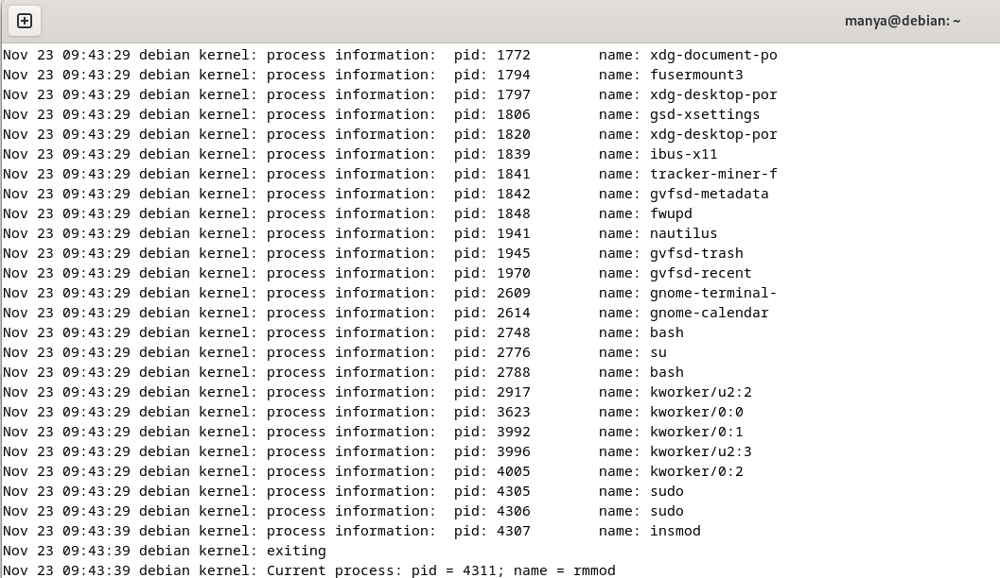 manya@debian: ~
Nov 23 09:43:29 debian kernel: process information:  pid: 1772        name: xdg-document-po
Nov 23 09:43:29 debian kernel: process information:  pid: 1794        name: fusermount3
Nov 23 09:43:29 debian kernel: process information:  pid: 1797        name: xdg-desktop-por
Nov 23 09:43:29 debian kernel: process information:  pid: 1806        name: gsd-xsettings
Nov 23 09:43:29 debian kernel: process information:  pid: 1820        name: xdg-desktop-por
Nov 23 09:43:29 debian kernel: process information:  pid: 1839        name: ibus-x11
Nov 23 09:43:29 debian kernel: process information:  pid: 1841        name: tracker-miner-f
Nov 23 09:43:29 debian kernel: process information:  pid: 1842        name: gvfsd-metadata
Nov 23 09:43:29 debian kernel: process information:  pid: 1848        name: fwupd
Nov 23 09:43:29 debian kernel: process information:  pid: 1941        name: nautilus
Nov 23 09:43:29 debian kernel: process information:  pid: 1945        name: gvfsd-trash
Nov 23 09:43:29 debian kernel: process information:  pid: 1970        name: gvfsd-recent
Nov 23 09:43:29 debian kernel: process information:  pid: 2609        name: gnome-terminal-
Nov 23 09:43:29 debian kernel: process information:  pid: 2614        name: gnome-calendar
Nov 23 09:43:29 debian kernel: process information:  pid: 2748        name: bash
Nov 23 09:43:29 debian kernel: process information:  pid: 2776        name: su
Nov 23 09:43:29 debian kernel: process information:  pid: 2788        name: bash
Nov 23 09:43:29 debian kernel: process information:  pid: 2917        name: kworker/u2:2
Nov 23 09:43:29 debian kernel: process information:  pid: 3623        name: kworker/0:0
Nov 23 09:43:29 debian kernel: process information:  pid: 3992        name: kworker/0:1
Nov 23 09:43:29 debian kernel: process information:  pid: 3996        name: kworker/u2:3
Nov 23 09:43:29 debian kernel: process information:  pid: 4005        name: kworker/0:2
Nov 23 09:43:29 debian kernel: process information:  pid: 4305        name: sudo
Nov 23 09:43:29 debian kernel: process information:  pid: 4306        name: sudo
Nov 23 09:43:39 debian kernel: process information:  pid: 4307        name: insmod
Nov 23 09:43:39 debian kernel: exiting
Nov 23 09:43:39 debian kernel: Current process: pid = 4311; name = rmmod